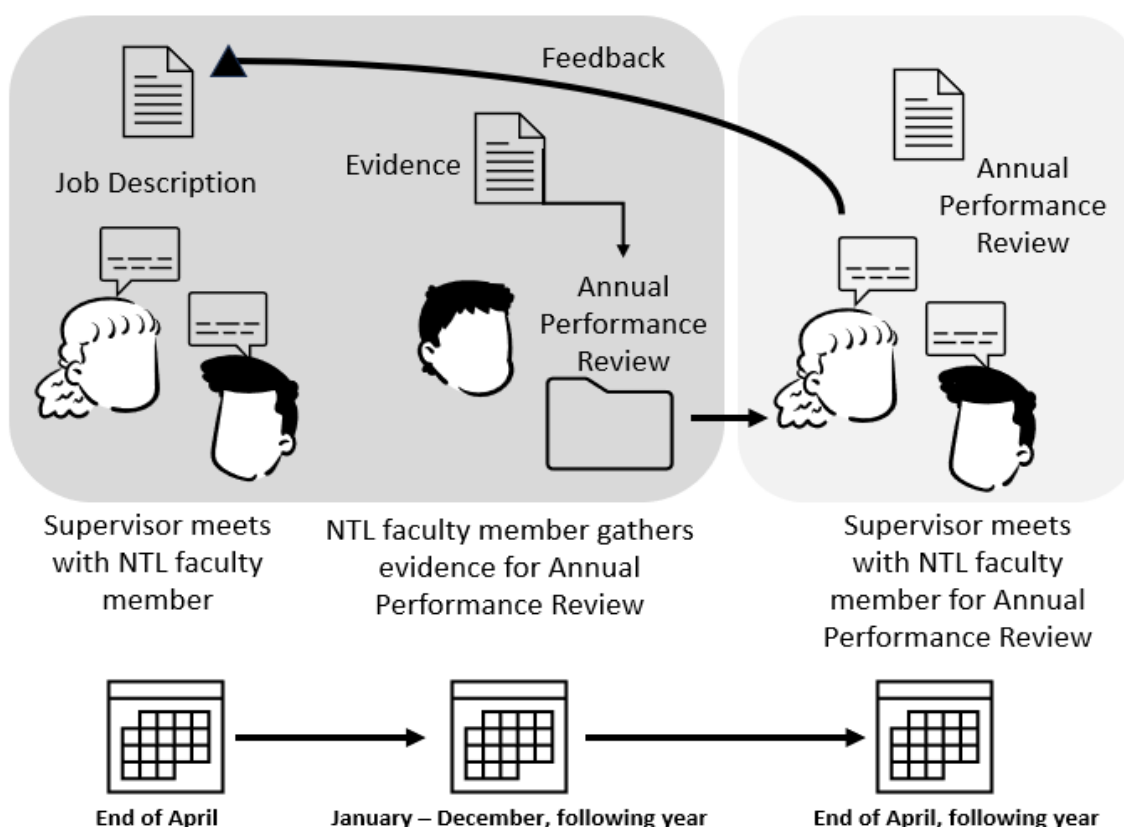 Feedback
Job Description
Evidence
Annual
Performance
Review
Annual
Performance
Review
Supervisor meets
with NTL faculty
member
NTL faculty member gathers
evidence for Annual
Performance Review
Supervisor meets
with NTL faculty
member for Annual
Performance Review
End of April
January – December, following year
End of April, following year